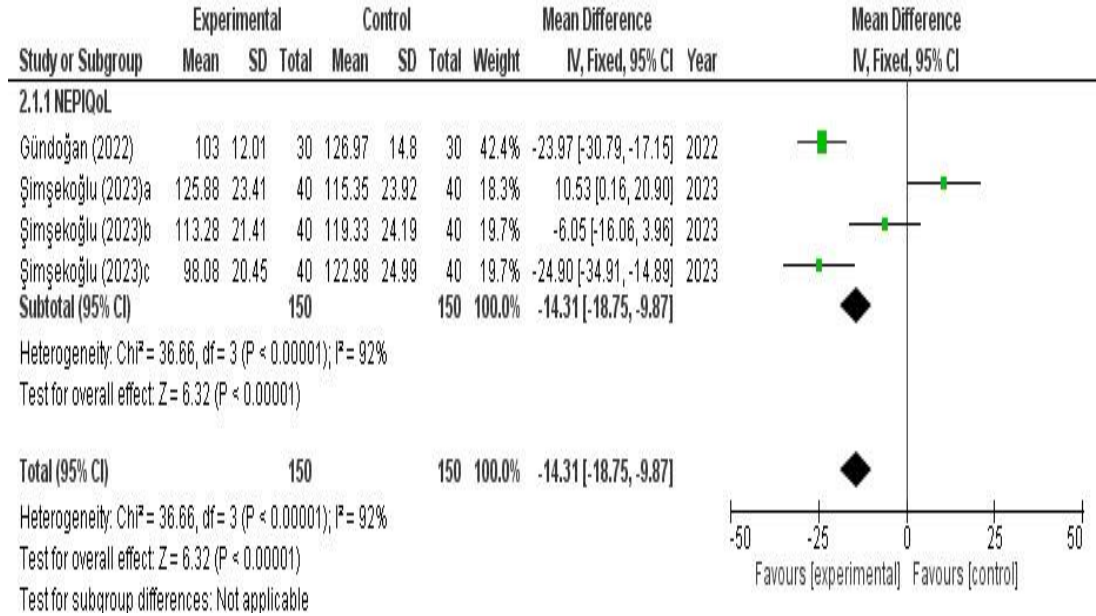 Experimental Control Mean Difference Mean Difference
Study or Subgroup Mean SD Total Mean SD Total Weight IV, Fixed, 95% CI Year IV, Fixed, 95% CI
2.1.1 NEPIQoL
Gündoğan (2022) 103 12.01 30 126.97 14.8 30 42.4% -23.97 [-30.79, -17.15] 2022
Şimşekoğlu (2023)a 125.88 23.41 40 115.35 23.92 40 18.3% 10.53 [0.16, 20.90] 2023
Şimşekoğlu (2023)b 113.28 21.41 40 119.33 24.19 40 19.7% -6.05 [-16.06, 3.96] 2023
Şimşekoğlu (2023)c 98.08 20.45 40 122.98 24.99 40 19.7% -24.90 [-34.91, -14.89] 2023
Subtotal (95% CI) 150 150 100.0% -14.31 [-18.75, -9.87]
Heterogeneity: Chi² = 36.66, df = 3 (P < 0.00001); I² = 92%
Test for overall effect: Z = 6.32 (P < 0.00001)
Total (95% CI) 150 150 100.0% -14.31 [-18.75, -9.87]
Heterogeneity: Chi² = 36.66, df = 3 (P < 0.00001); I² = 92%
Test for overall effect: Z = 6.32 (P < 0.00001)
Test for subgroup differences: Not applicable
-50 -25 0 25 50
Favours [experimental] Favours [control]